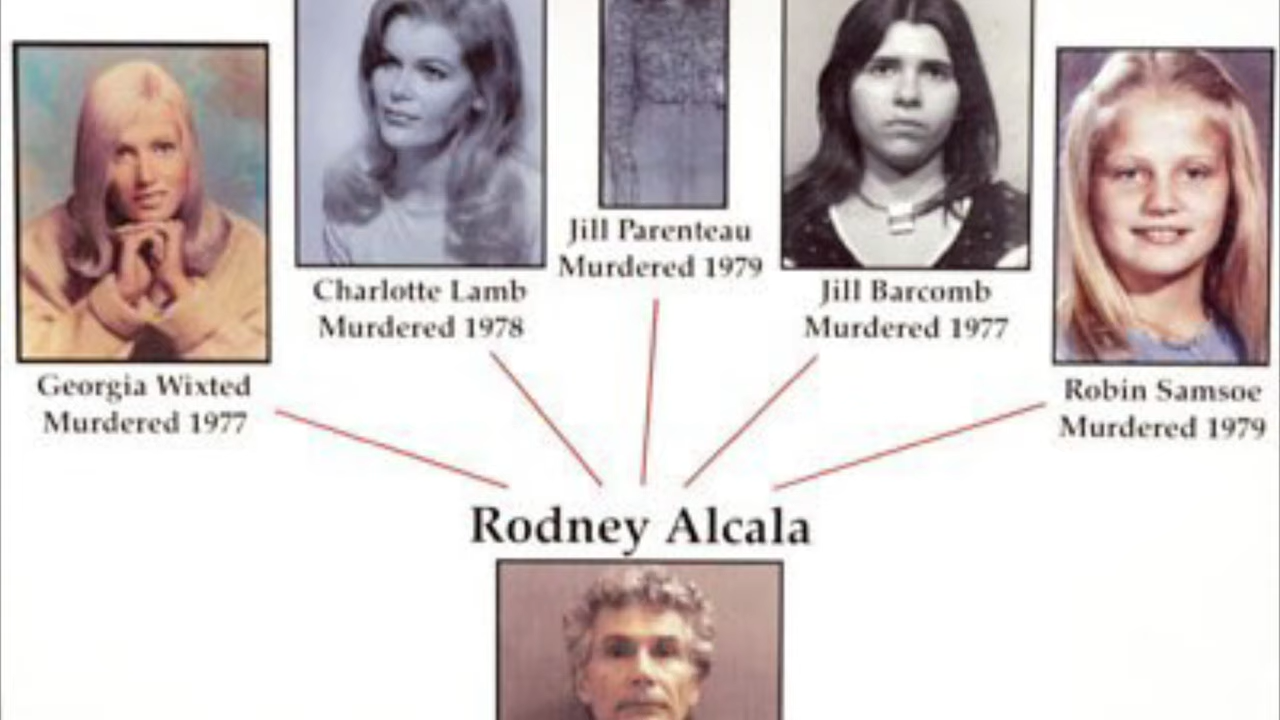 Jill Parenteau
Murdered 1979
Charlotte Lamb
Murdered 1978
Jill Barcomb
Murdered 1977
Georgia Wixted
Murdered 1977
Robin Samsoe
Murdered 1979
Rodney Alcala